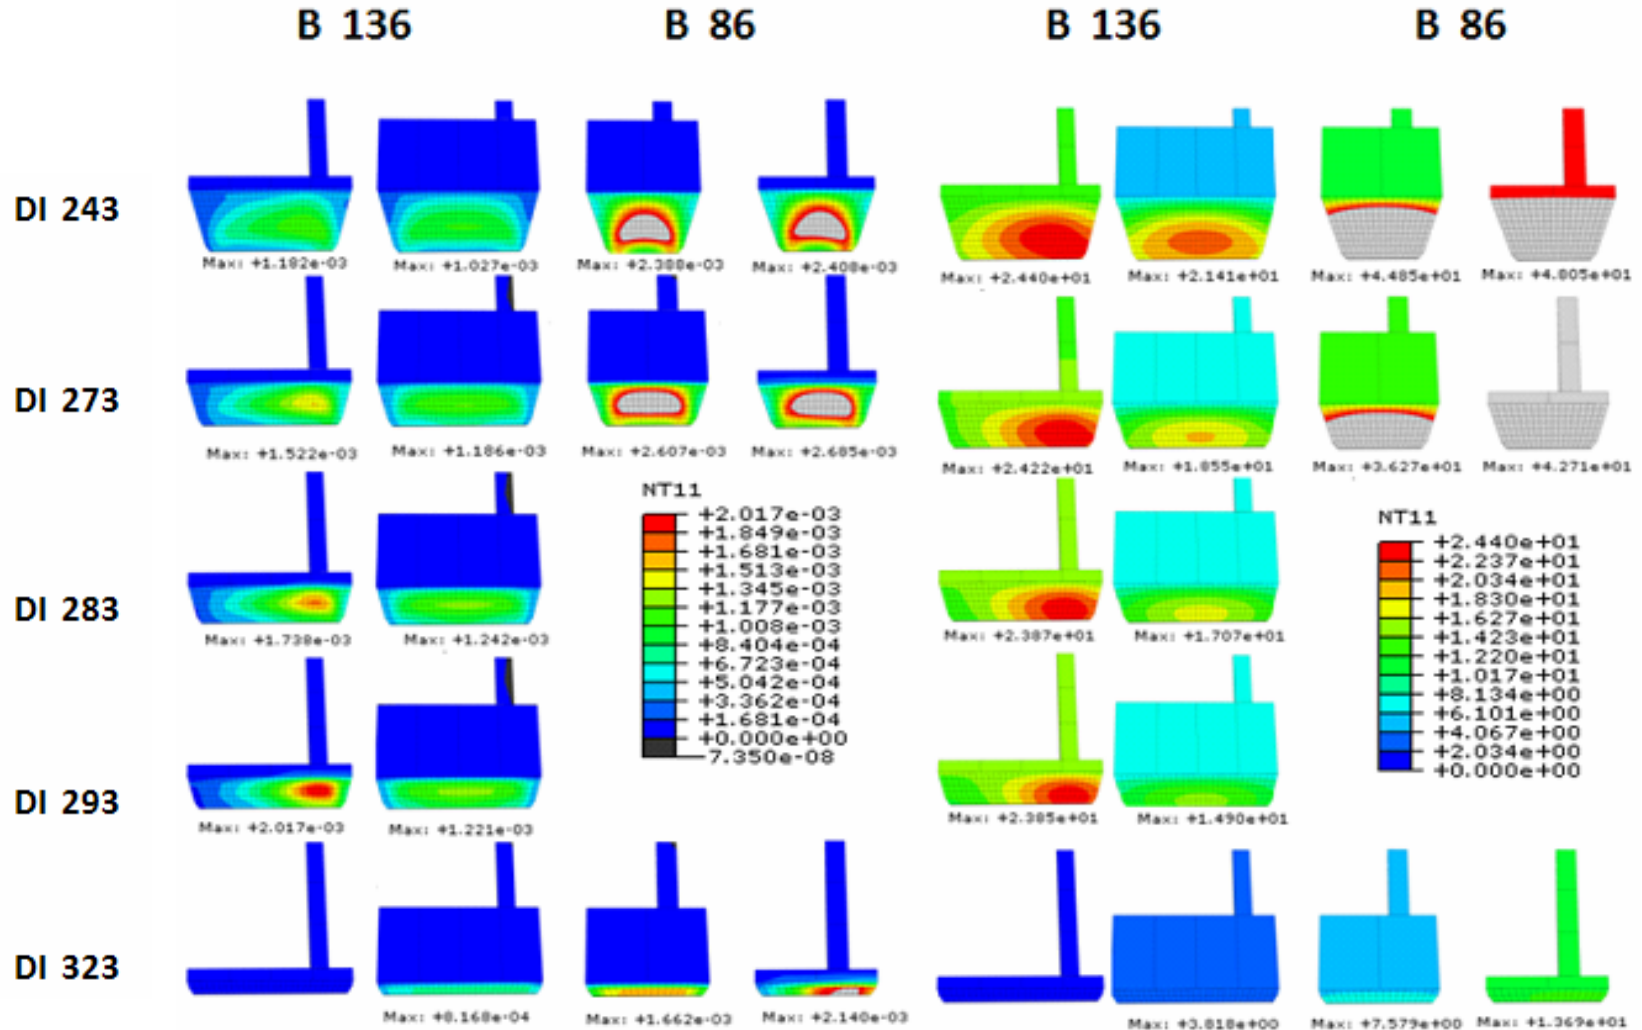 B 136 B 86 B 136 B 86
DI 243
Max: +1.182e-03 Max: +1.027e-03 Max: +2.388e-03 Max: +2.408e-03 Max: +2.440e+01 Max: +2.141e+01 Max: +4.485e+01 Max: +4.805e+01
DI 273
Max: +1.522e-03 Max: +1.186e-03 Max: +2.607e-03 Max: +2.685e-03 Max: +2.422e+01 Max: +1.855e+01 Max: +3.627e+01 Max: +4.271e+01
DI 283
Max: +1.738e-03 Max: +1.242e-03 Max: +2.387e+01 Max: +1.707e+01
NT11
+2.017e-03
+1.849e-03
+1.681e-03
+1.513e-03
+1.345e-03
+1.177e-03
+1.008e-03
+8.404e-04
+6.723e-04
+5.042e-04
+3.362e-04
+1.681e-04
+0.000e+00
7.350e-08
NT11
+2.440e+01
+2.237e+01
+2.034e+01
+1.830e+01
+1.627e+01
+1.423e+01
+1.220e+01
+1.017e+01
+8.134e+00
+6.101e+00
+4.067e+00
+2.034e+00
+0.000e+00
DI 293
Max: +2.017e-03 Max: +1.221e-03 Max: +2.385e+01 Max: +1.490e+01
DI 323
Max: +8.168e-04 Max: +1.662e-03 Max: +2.140e-03 Max: +3.818e+00 Max: +7.579e+00 Max: +1.369e+01